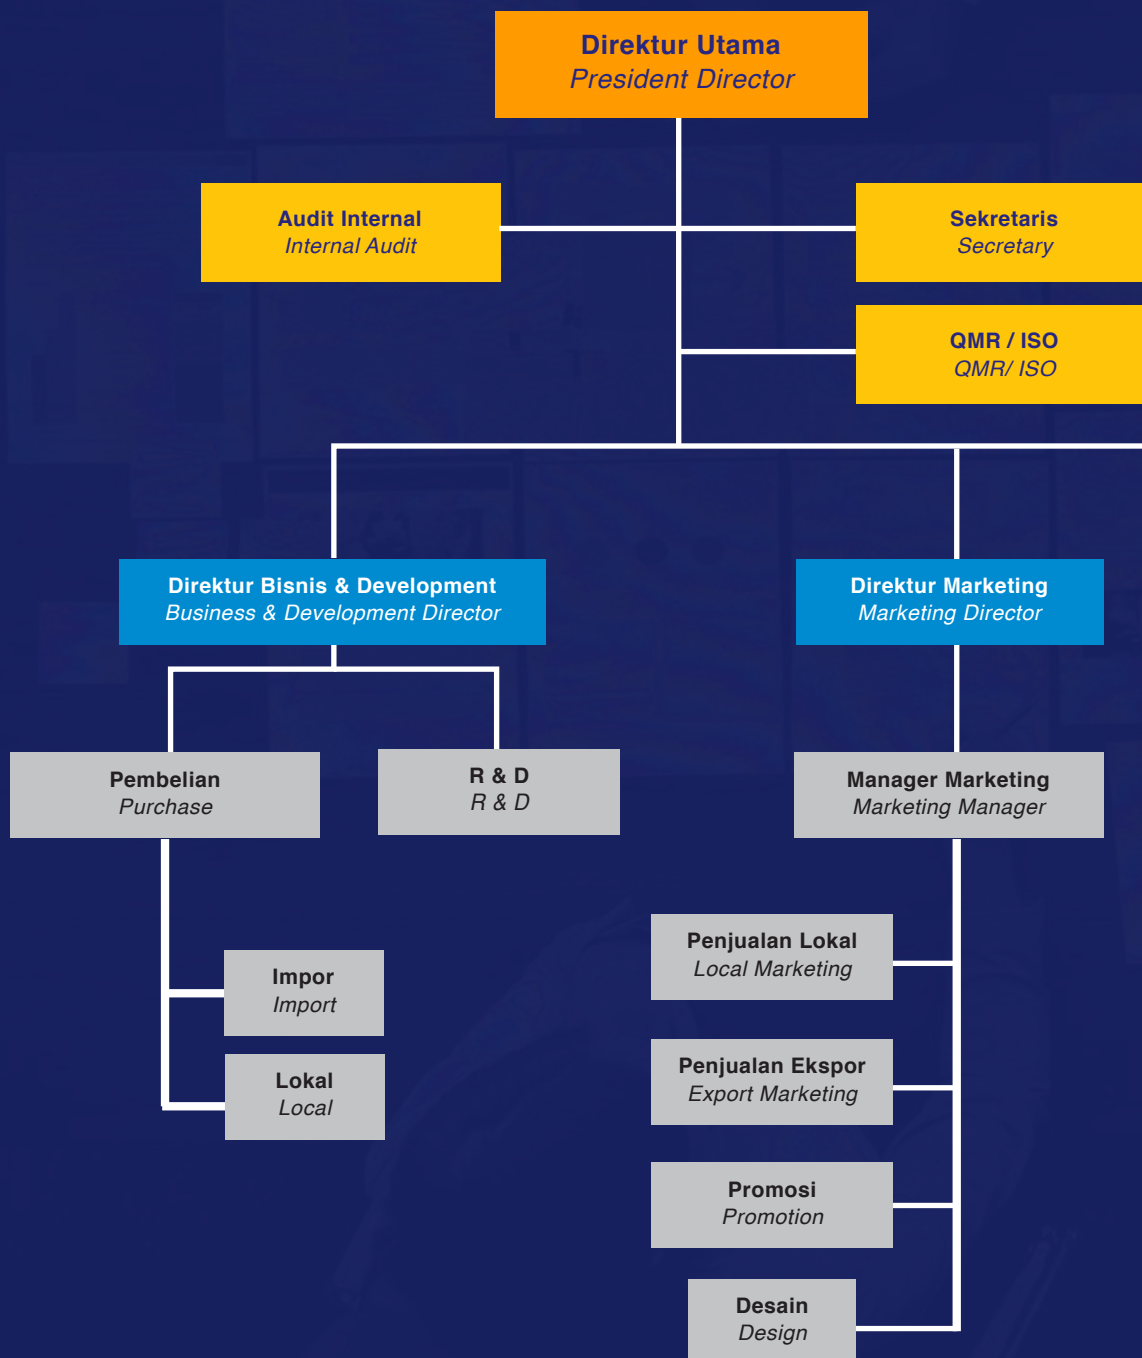 Direktur Utama
President Director
Audit Internal
Internal Audit
Sekretaris
Secretary
QMR / ISO
QMR/ ISO
Direktur Bisnis & Development
Business & Development Director
Direktur Marketing
Marketing Director
Pembelian
Purchase
R & D
R & D
Manager Marketing
Marketing Manager
Impor
Import
Lokal
Local
Penjualan Lokal
Local Marketing
Penjualan Ekspor
Export Marketing
Promosi
Promotion
Desain
Design